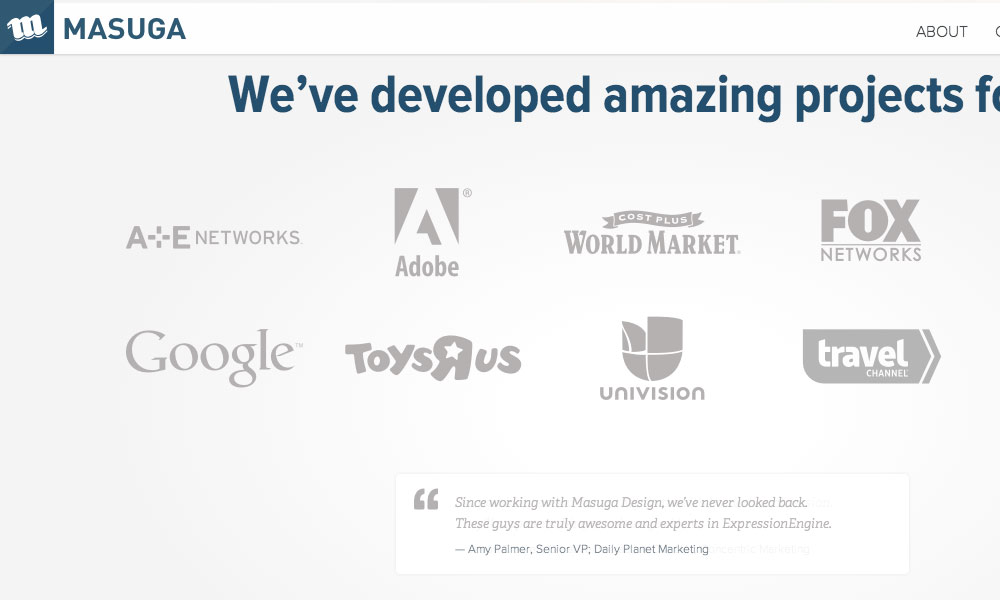 m MASUGA
ABOUT
We've developed amazing projects
A+E NETWORKS
Adobe®
COST PLUS
WORLD MARKET.
FOX
NETWORKS
Google™
Toys R us
UNIVISION
travel
CHANNEL
“ Since working with Masuga Design, we've never looked back.
These guys are truly awesome and experts in ExpressionEngine.
— Amy Palmer, Senior VP; Daily Planet Marketing